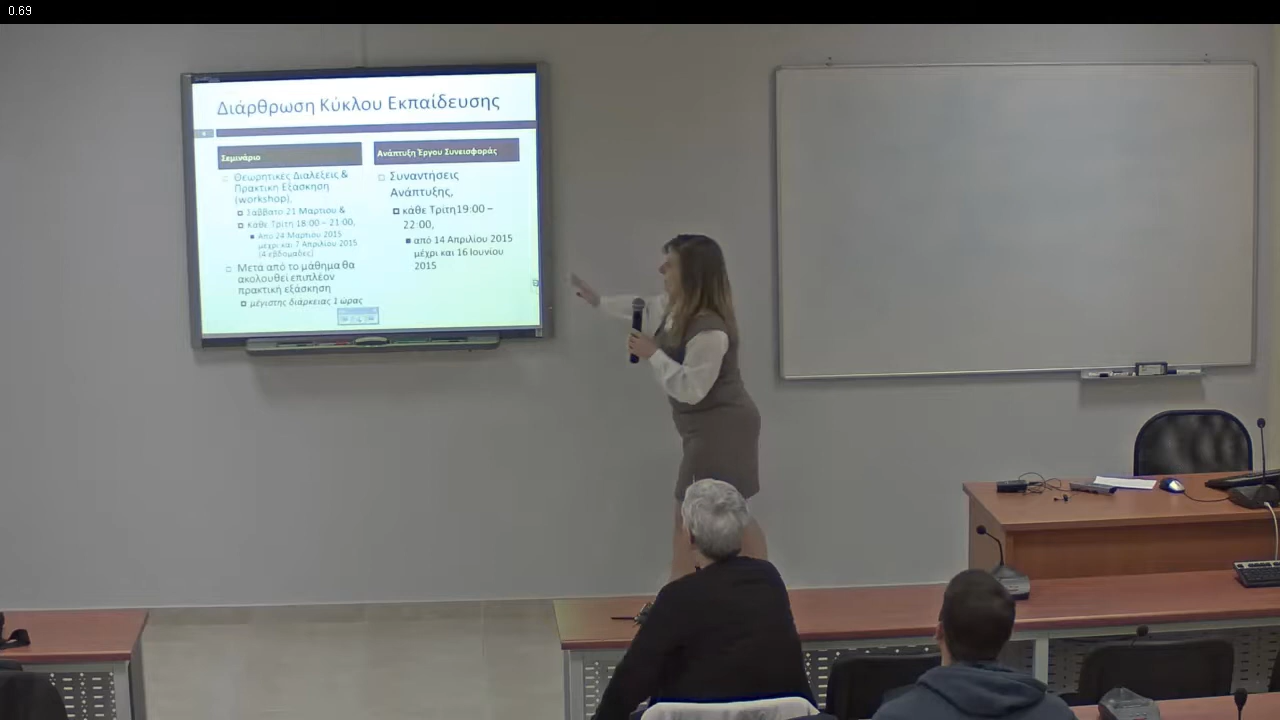 0.69
Διάρθρωση Κύκλου Εκπαίδευσης
Σεμινάριο
Θεωρητικές Διαλέξεις &
Πρακτική Εξάσκηση
(workshop),
Σάββατο 21 Μαρτίου &
Κάθε Τρίτη 18:00 – 21:00,
Από 24 Μαρτίου 2015
μέχρι και 7 Απριλίου 2015
(4 εβδομάδες)
Μετά από το μάθημα θα
ακολουθεί επιπλέον
πρακτική εξάσκηση
μέγιστης διάρκειας 1 ώρας
Ανάπτυξη Έργου Συνεισφοράς
Συναντήσεις
Ανάπτυξης,
κάθε Τρίτη19:00 –
22:00,
από 14 Απριλίου 2015
μέχρι και 16 Ιουνίου
2015